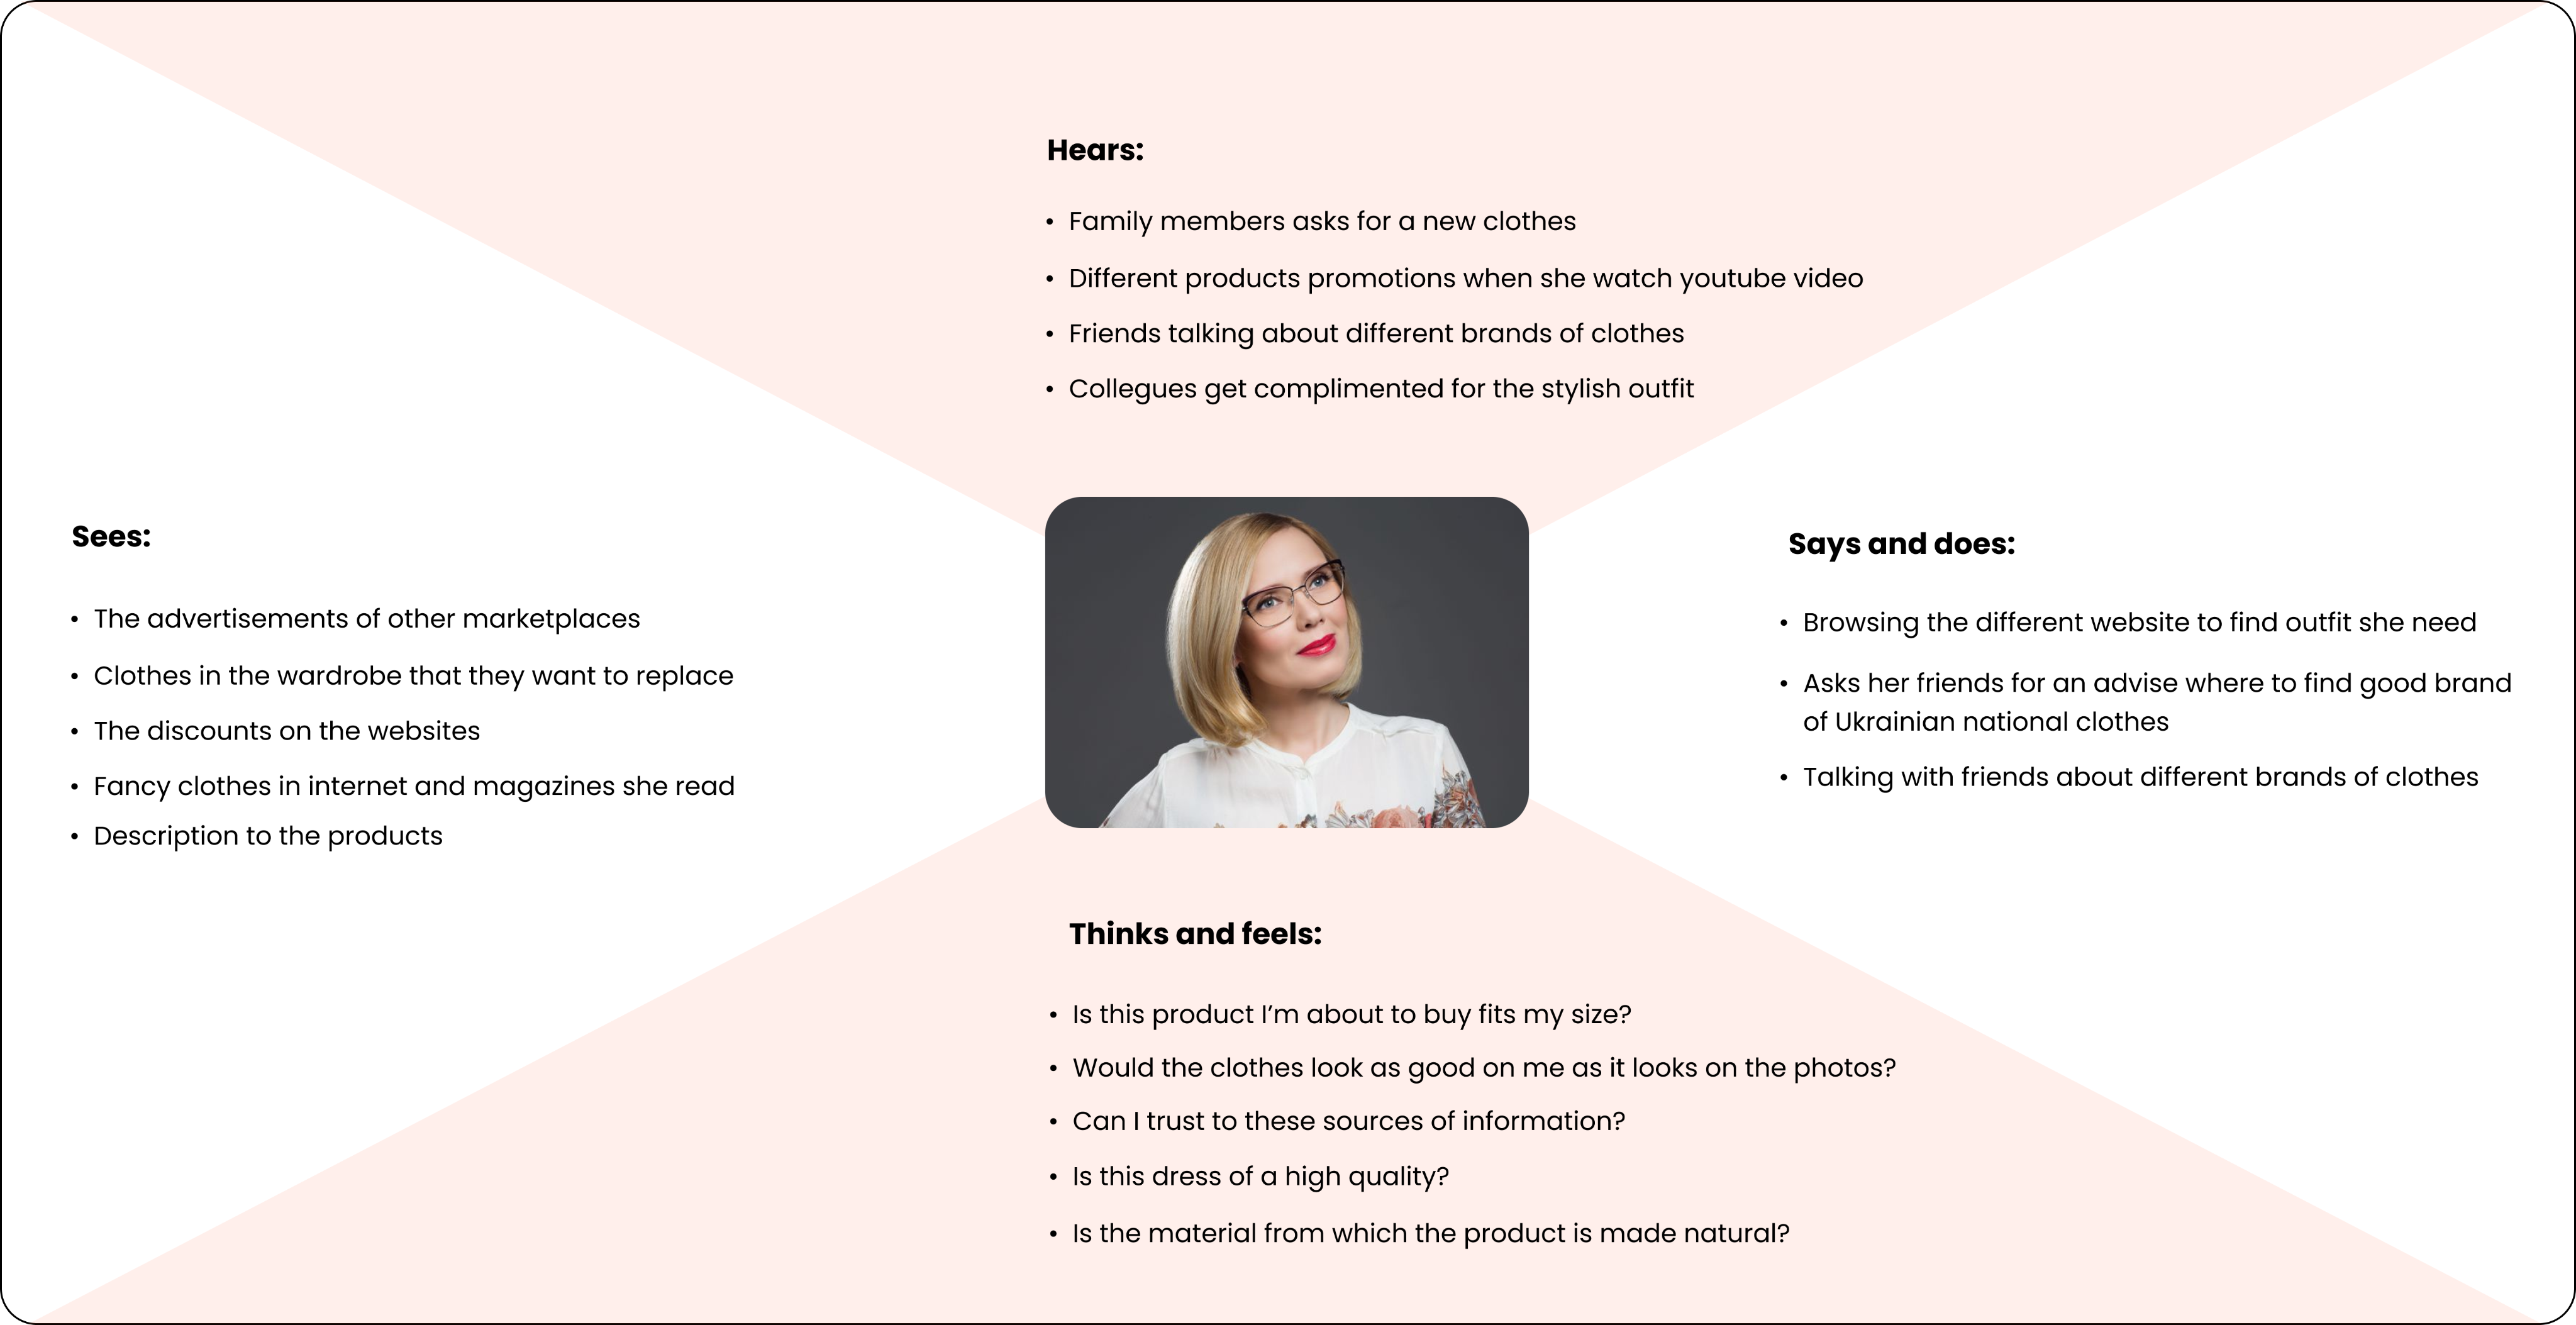 Hears:
• Family members asks for a new clothes
• Different products promotions when she watch youtube video
• Friends talking about different brands of clothes
• Collegues get complimented for the stylish outfit
Sees:
• The advertisements of other marketplaces
• Clothes in the wardrobe that they want to replace
• The discounts on the websites
• Fancy clothes in internet and magazines she read
• Description to the products
Says and does:
• Browsing the different website to find outfit she need
• Asks her friends for an advise where to find good brand
of Ukrainian national clothes
• Talking with friends about different brands of clothes
Thinks and feels:
• Is this product I’m about to buy fits my size?
• Would the clothes look as good on me as it looks on the photos?
• Can I trust to these sources of information?
• Is this dress of a high quality?
• Is the material from which the product is made natural?